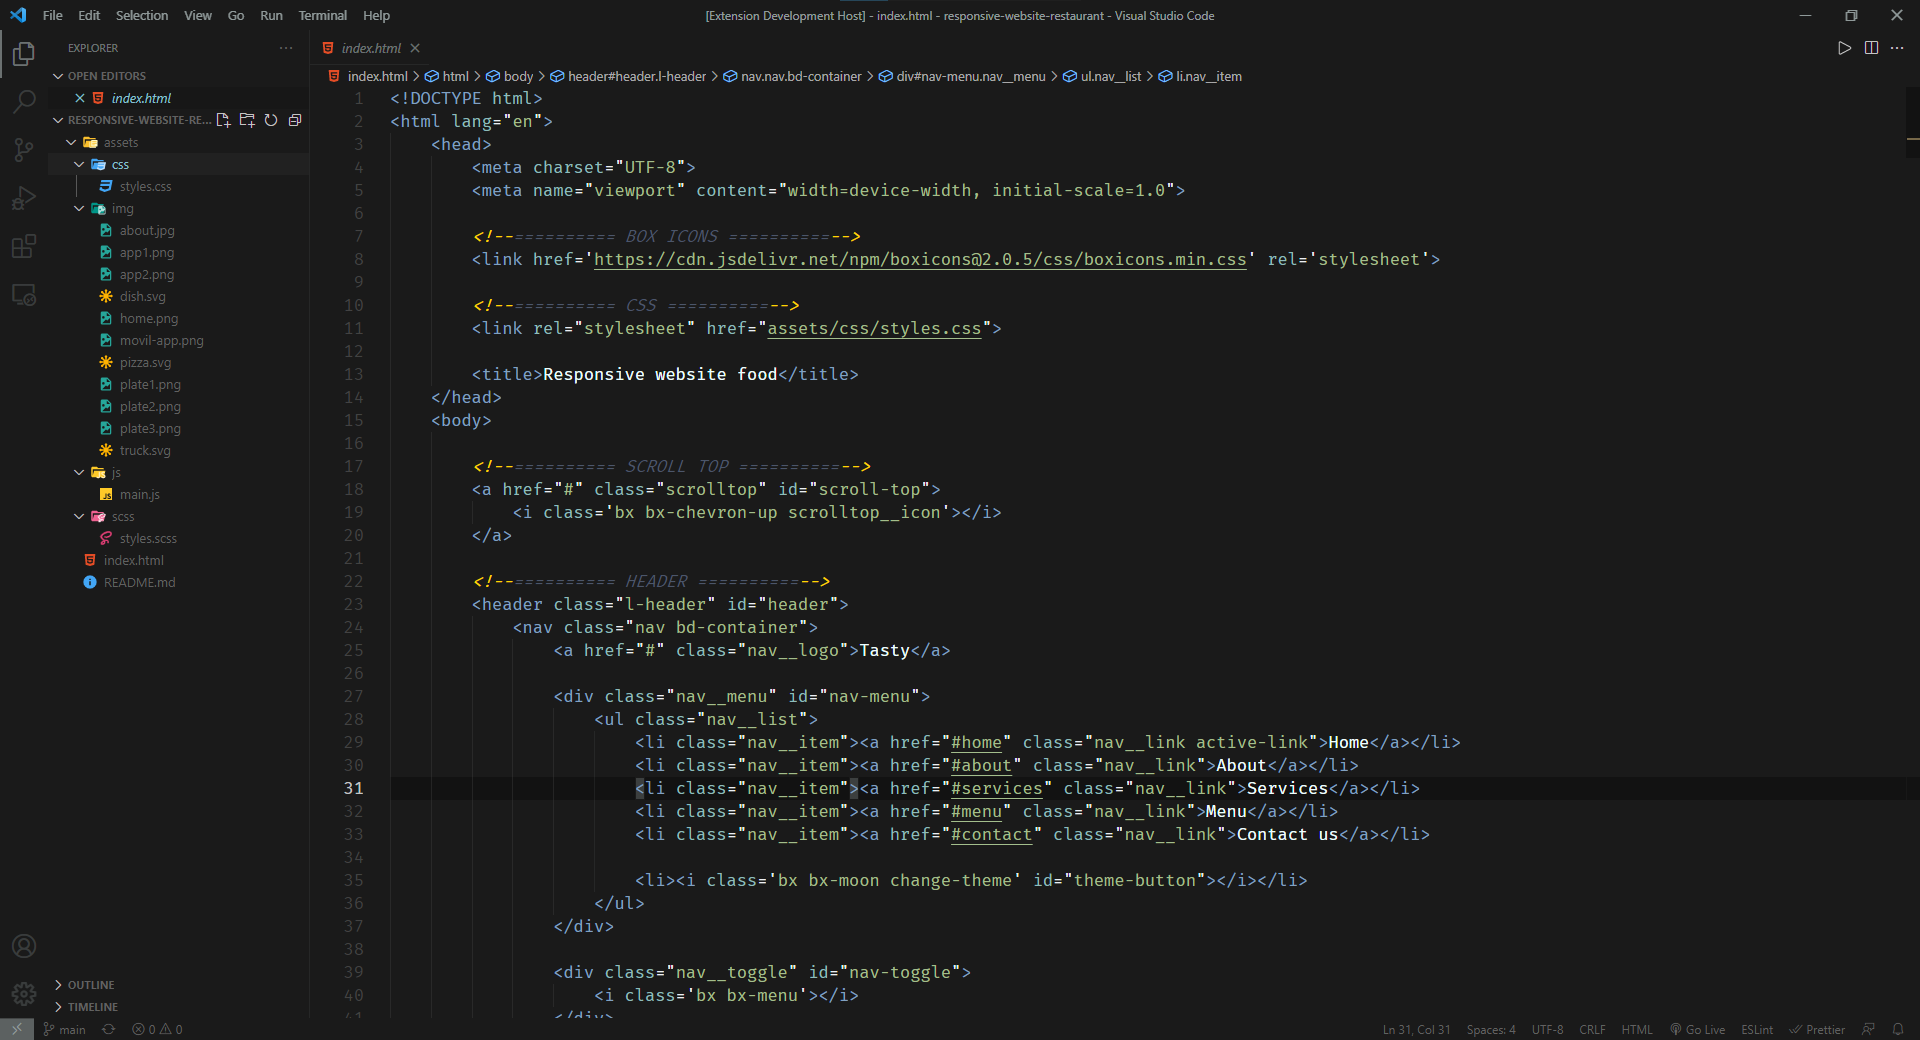 File Edit Selection View Go Run Terminal Help
[Extension Development Host] - index.html - responsive-website-restaurant - Visual Studio Code
EXPLORER
OPEN EDITORS
index.html
RESPONSIVE-WEBSITE-RE...
assets
css
styles.css
img
about.jpg
app1.png
app2.png
dish.svg
home.png
movil-app.png
pizza.svg
plate1.png
plate2.png
plate3.png
truck.svg
js
main.js
scss
styles.scss
index.html
README.md
OUTLINE
TIMELINE
index.html
index.html > html > body > header#header.l-header > nav.nav.bd-container > div#nav-menu.nav__menu > ul.nav__list > li.nav__item
1 <!DOCTYPE html>
2 <html lang="en">
3 <head>
4 <meta charset="UTF-8">
5 <meta name="viewport" content="width=device-width, initial-scale=1.0">
6
7 <!--========== BOX ICONS ==========-->
8 <link href='https://cdn.jsdelivr.net/npm/boxicons@2.0.5/css/boxicons.min.css' rel='stylesheet'>
9
10 <!--========== CSS ==========-->
11 <link rel="stylesheet" href="assets/css/styles.css">
12
13 <title>Responsive website food</title>
14 </head>
15 <body>
16
17 <!--========== SCROLL TOP ==========-->
18 <a href="#" class="scrolltop" id="scroll-top">
19 <i class='bx bx-chevron-up scrolltop__icon'></i>
20 </a>
21
22 <!--========== HEADER ==========-->
23 <header class="l-header" id="header">
24 <nav class="nav bd-container">
25 <a href="#" class="nav__logo">Tasty</a>
26
27 <div class="nav__menu" id="nav-menu">
28 <ul class="nav__list">
29 <li class="nav__item"><a href="#home" class="nav__link active-link">Home</a></li>
30 <li class="nav__item"><a href="#about" class="nav__link">About</a></li>
31 <li class="nav__item"><a href="#services" class="nav__link">Services</a></li>
32 <li class="nav__item"><a href="#menu" class="nav__link">Menu</a></li>
33 <li class="nav__item"><a href="#contact" class="nav__link">Contact us</a></li>
34
35 <li><i class='bx bx-moon change-theme' id="theme-button"></i></li>
36 </ul>
37 </div>
38
39 <div class="nav__toggle" id="nav-toggle">
40 <i class='bx bx-menu'></i>
41 </div>
main 0 0 Ln 31, Col 31 Spaces: 4 UTF-8 CRLF HTML Go Live ESLint Prettier